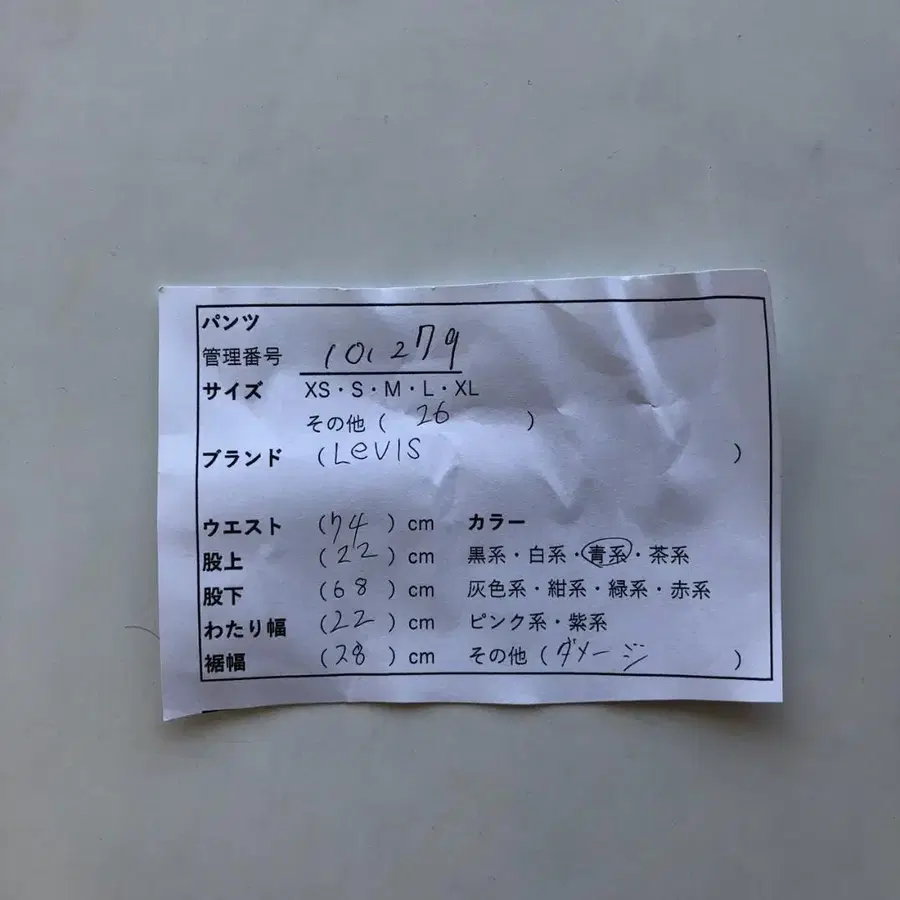 パンツ
管理番号 101279
サイズ XS・S・M・L・XL
その他 ( 26 )
ブランド (Levis )
ウエスト (74 ) cm カラー
股上 (22 ) cm 黒系・白系・青系・茶系
股下 (68 ) cm 灰色系・紺系・緑系・赤系
わたり幅 (22 ) cm ピンク系・紫系
裾幅 (28 ) cm その他 (ダメージ )